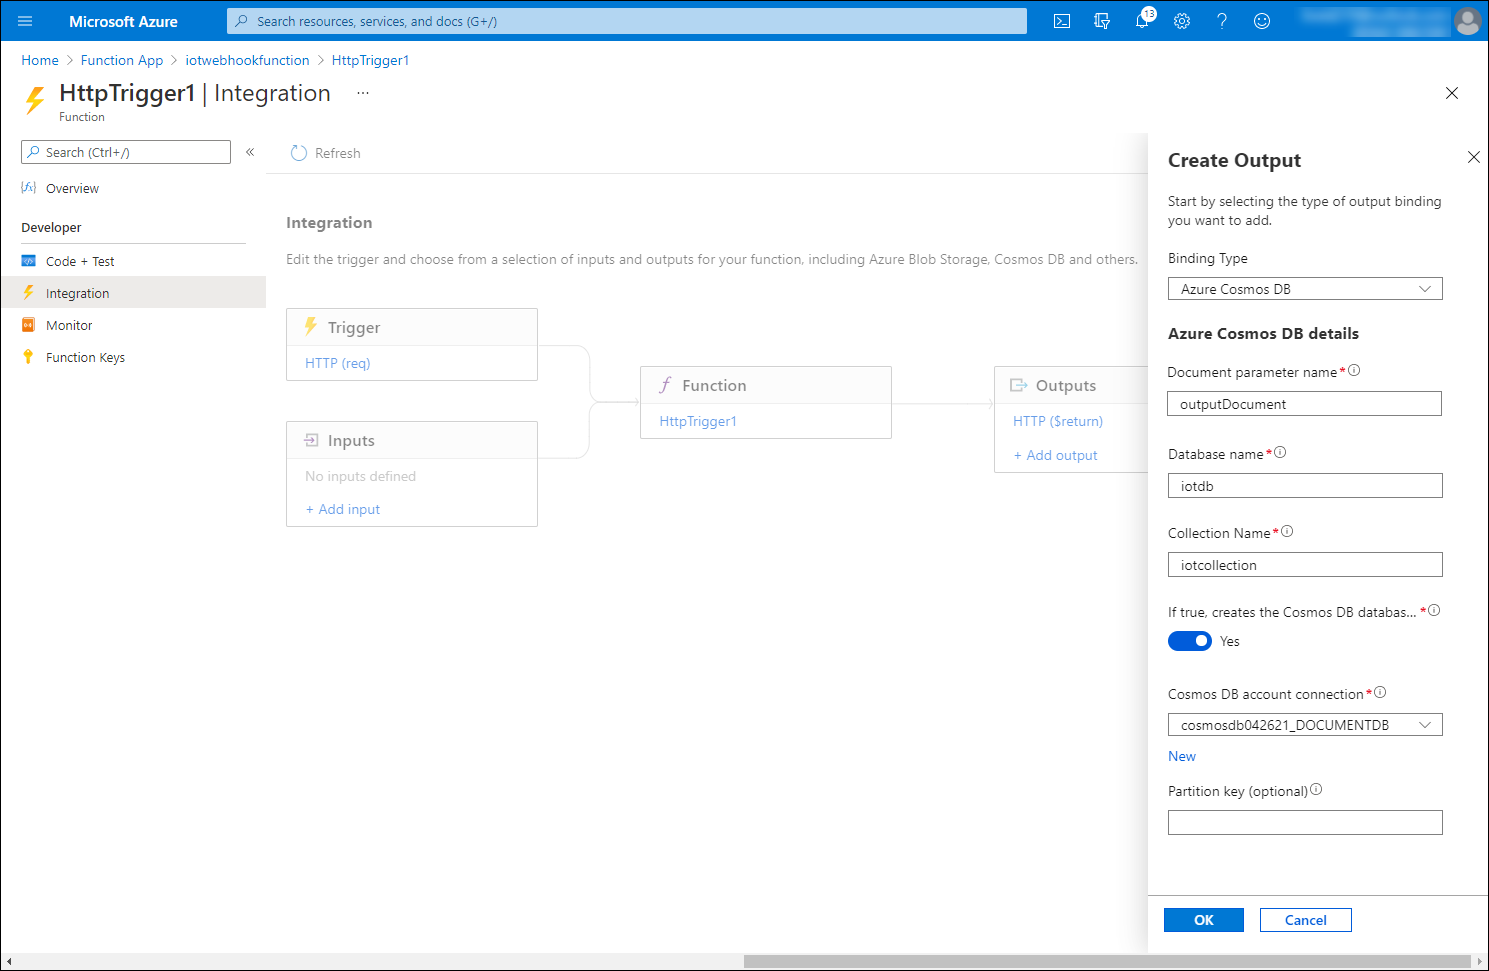 Microsoft Azure
Search resources, services, and docs (G+/)
13
Home > Function App > iotwebhookfunction > HttpTrigger1
HttpTrigger1 | Integration ...
Function
Search (Ctrl+/)
«
Overview
Developer
Code + Test
Integration
Monitor
Function Keys
Refresh
Integration
Edit the trigger and choose from a selection of inputs and outputs for your function, including Azure Blob Storage, Cosmos DB and others.
Trigger
HTTP (req)
Inputs
No inputs defined
+ Add input
Function
HttpTrigger1
Outputs
HTTP ($return)
+ Add output
Create Output
Start by selecting the type of output binding
you want to add.
Binding Type
Azure Cosmos DB
Azure Cosmos DB details
Document parameter name*
outputDocument
Database name*
iotdb
Collection Name*
iotcollection
If true, creates the Cosmos DB databas... *
Yes
Cosmos DB account connection*
cosmosdb042621_DOCUMENTDB
New
Partition key (optional)
OK
Cancel